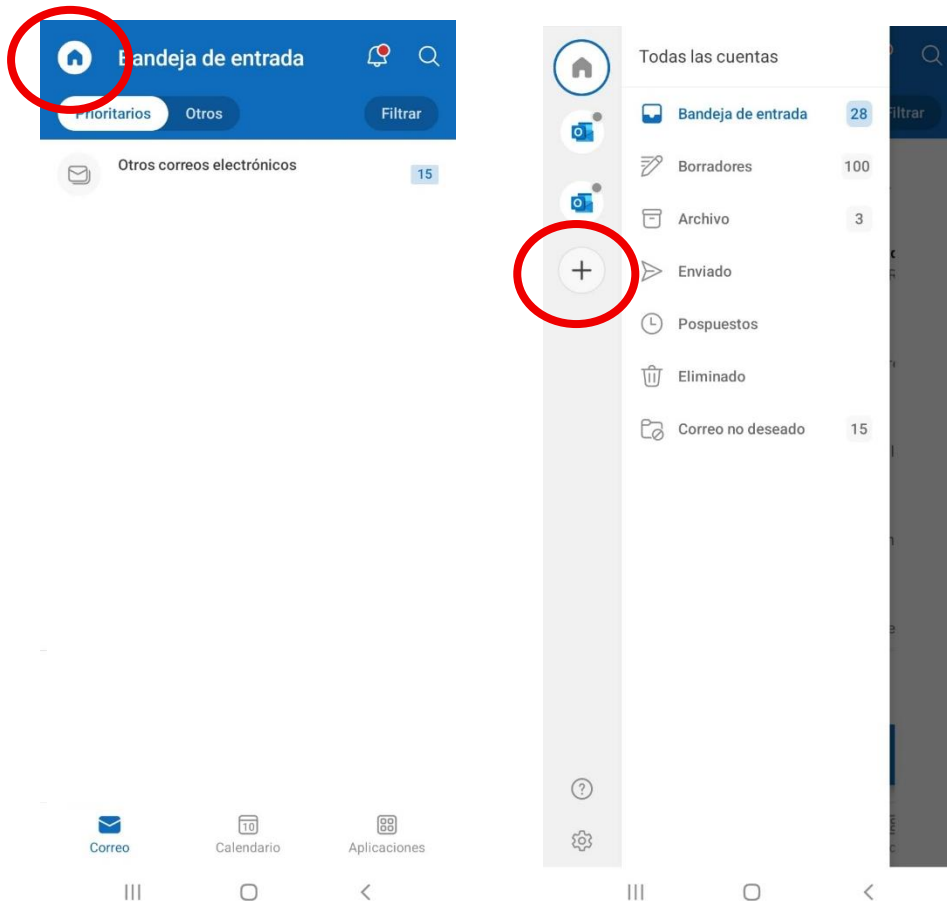 Bandeja de entrada
Prioritarios Otros Filtrar
Otros correos electrónicos 15
Correo 10 Calendario Aplicaciones
Todas las cuentas
Bandeja de entrada 28
Borradores 100
Archivo 3
Enviado
Pospuestos
Eliminado
Correo no deseado 15
Filtrar